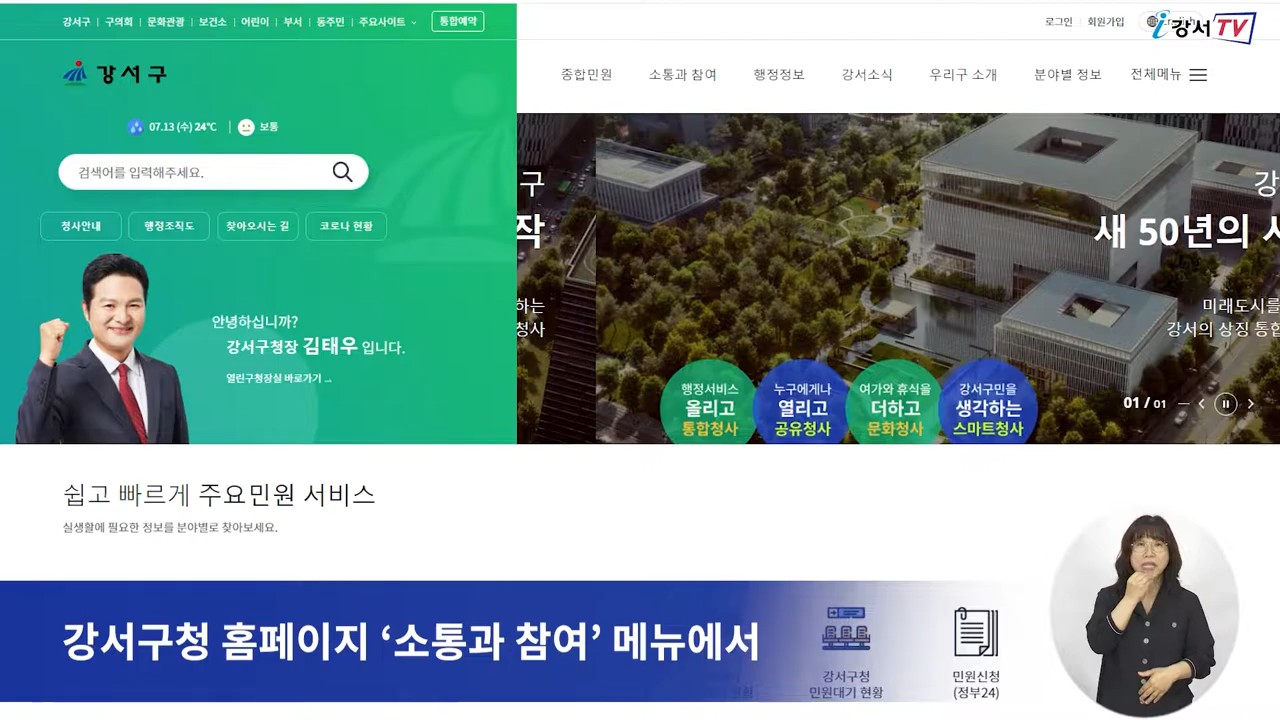 강서구 구의회 문화관광 보건소 어린이 부서 동주민 주요사이트 통합예약
로그인 회원가입
i강서TV
강서구
종합민원 소통과 참여 행정정보 강서소식 우리구 소개 분야별 정보 전체메뉴
07.13 (수) 24℃ 보통
검색어를 입력해주세요.
청사안내 행정조직도 찾아오시는 길 코로나 현황
안녕하십니까?
강서구청장 김태우 입니다.
열린구청장실 바로가기
구
작
하는
청사
강
새 50년의 시
미래도시를
강서의 상징 통합
행정서비스
올리고
통합청사
누구에게나
열리고
공유청사
여가와 휴식을
더하고
문화청사
강서구민을
생각하는
스마트청사
01 / 01
쉽고 빠르게 주요민원 서비스
실생활에 필요한 정보를 분야별로 찾아보세요.
강서구청 홈페이지 ‘소통과 참여’ 메뉴에서
강서구청
민원대기 현황
민원신청
(정부24)